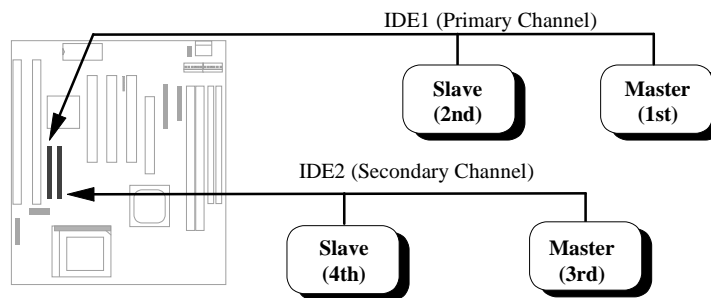 IDE1 (Primary Channel)
Slave
(2nd)
Master
(1st)
IDE2 (Secondary Channel)
Slave
(4th)
Master
(3rd)